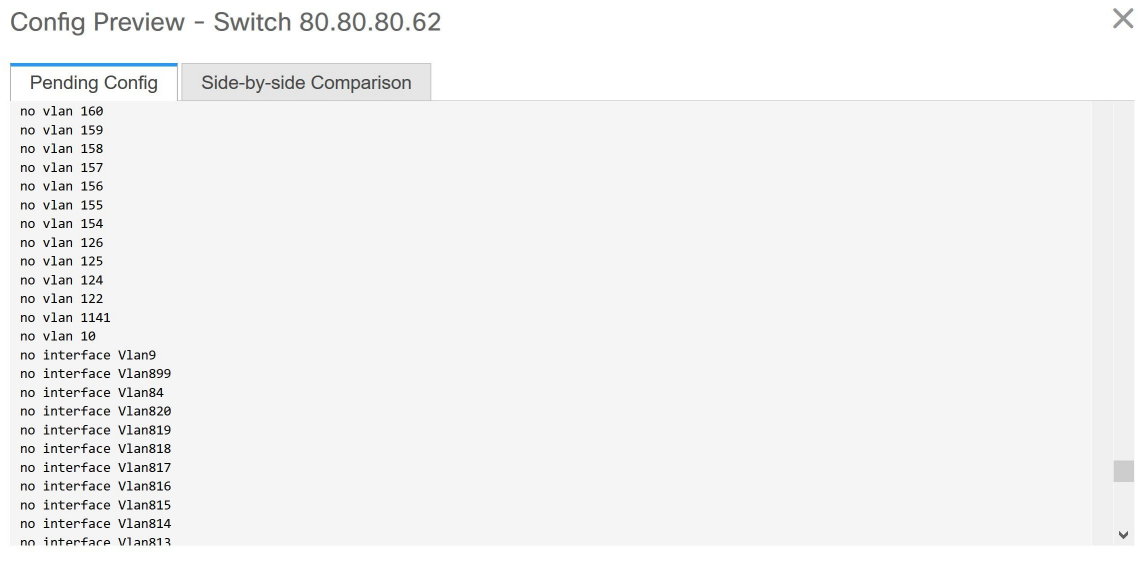 Config Preview - Switch 80.80.80.62
Pending Config
Side-by-side Comparison
no vlan 160
no vlan 159
no vlan 158
no vlan 157
no vlan 156
no vlan 155
no vlan 154
no vlan 126
no vlan 125
no vlan 124
no vlan 122
no vlan 1141
no vlan 10
no interface Vlan9
no interface Vlan899
no interface Vlan84
no interface Vlan820
no interface Vlan819
no interface Vlan818
no interface Vlan817
no interface Vlan816
no interface Vlan815
no interface Vlan814
no interface Vlan813